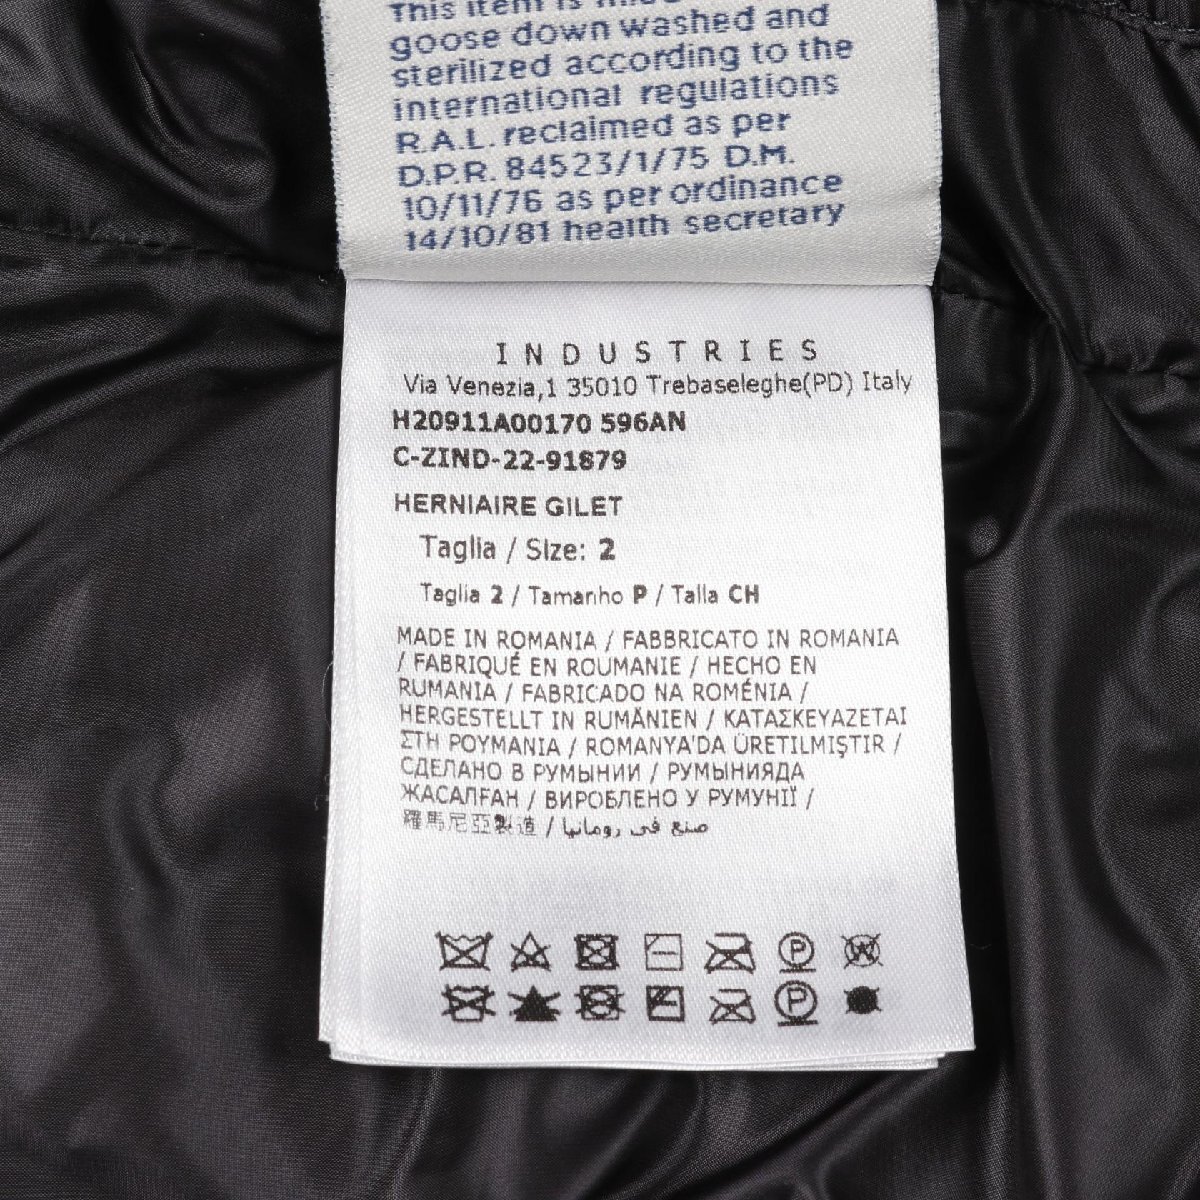 This item is
goose down washed and
sterilized according to the
international regulations
R.A.L. reclaimed as per
D.P.R. 84523/1/75 D.M.
10/11/76 as per ordinance
14/10/81 health secretary
INDUSTRIES
Via Venezia,1 35010 Trebaseleghe(PD) Italy
H20911A00170 596AN
C-ZIND-22-91879
HERNIAIRE GILET
Taglia / Size: 2
Taglia 2 / Tamanho P / Talla CH
MADE IN ROMANIA / FABBRICATO IN ROMANIA
/ FABRIQUÉ EN ROUMANIE / HECHO EN
RUMANIA / FABRICADO NA ROMÉNIA /
HERGESTELLT IN RUMÄNIEN / ΚΑΤΑΣΚΕΥΑΖΕΤΑΙ
ΣΤΗ ΡΟΥΜΑΝΙΑ / ROMANYA'DA ÜRETILMIŞTIR /
СДЕЛАНО В РУМЫНИИ / РУМЫНИЯДА
ЖАСАЛҒАН / ВИРОБЛЕНО У РУМУНІЇ /
羅馬尼亞製造 / صنع في رومانيا
P W
P